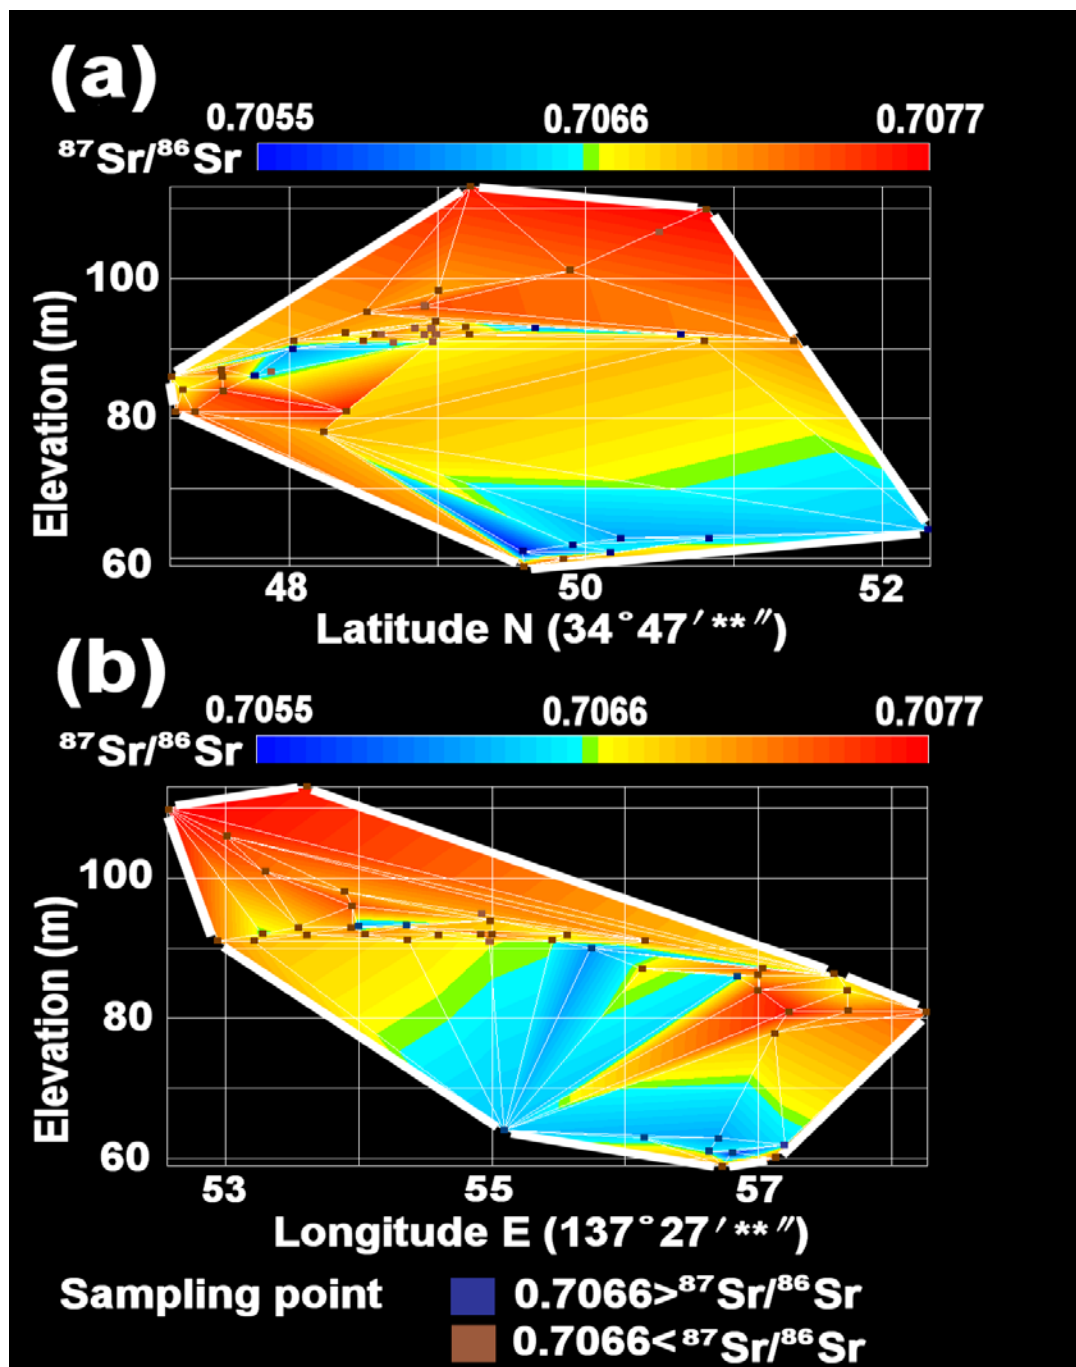 (a)
0.7055 0.7066 0.7077
⁸⁷Sr/⁸⁶Sr
100
80
60
Elevation (m)
48 50 52
Latitude N (34°47′**″)
(b)
0.7055 0.7066 0.7077
⁸⁷Sr/⁸⁶Sr
100
80
60
Elevation (m)
53 55 57
Longitude E (137°27′**″)
Sampling point 0.7066>⁸⁷Sr/⁸⁶Sr
0.7066<⁸⁷Sr/⁸⁶Sr